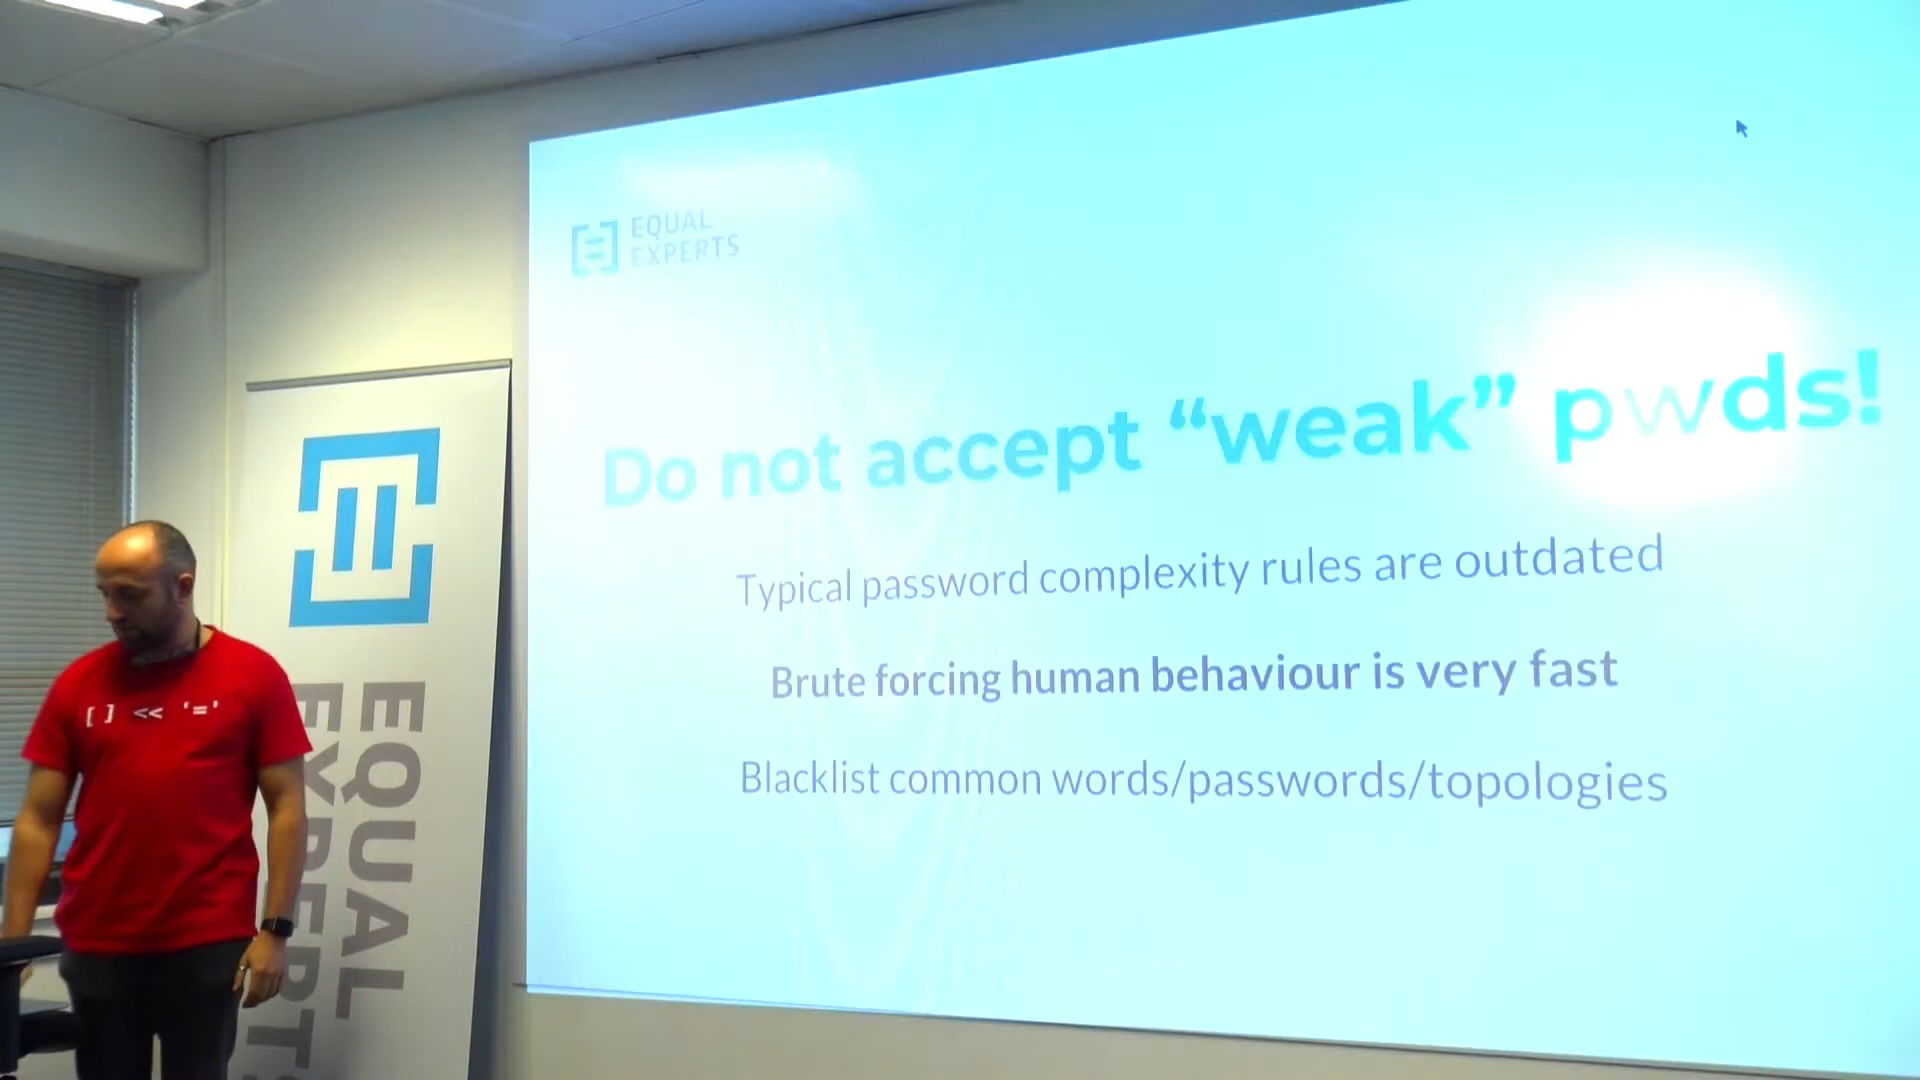 EQUAL
EXPERTS
Do not accept “weak” pwds!
Typical password complexity rules are outdated
Brute forcing human behaviour is very fast
Blacklist common words/passwords/topologies
[ ] << '='
EQUAL
EXPERTS